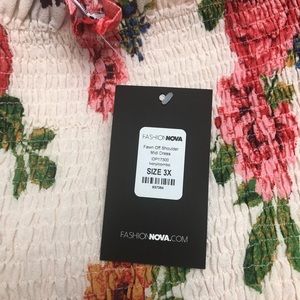 FASHIONNOVA
Fawn Off Shoulder
Midi Dress
SIZE 3X
FASHIONNOVA.COM